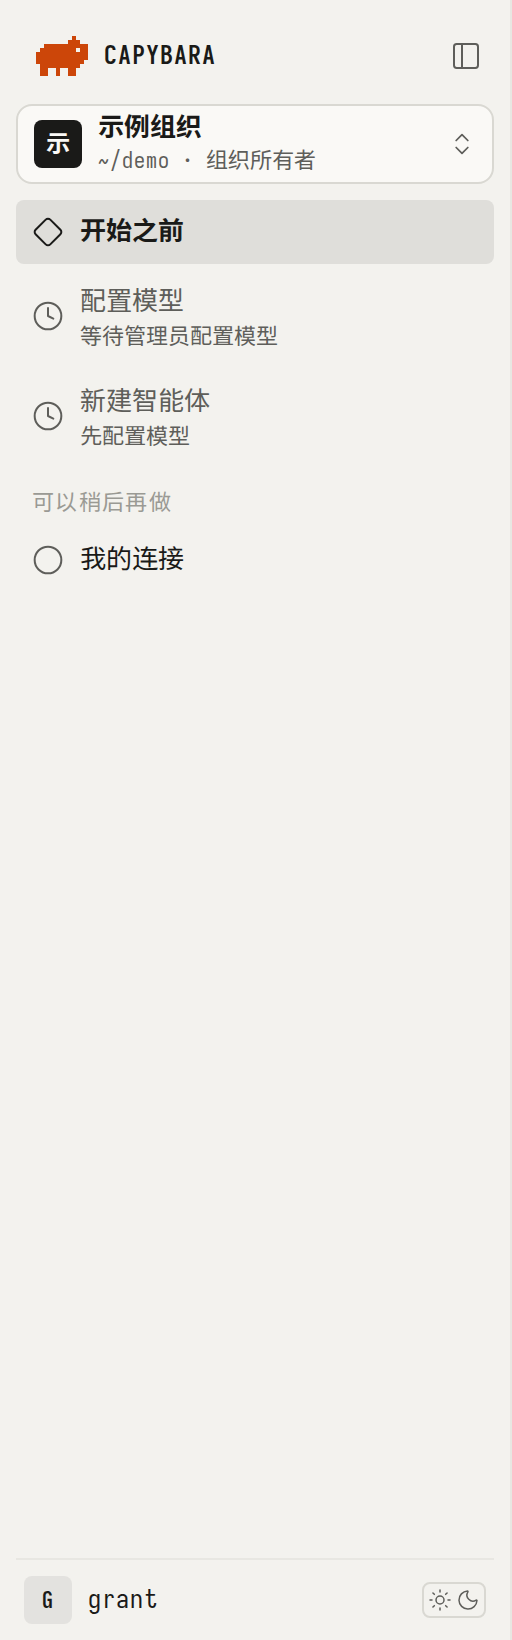 CAPYBARA
示
示例组织
~/demo · 组织所有者
开始之前
配置模型
等待管理员配置模型
新建智能体
先配置模型
可以稍后再做
我的连接
G
grant